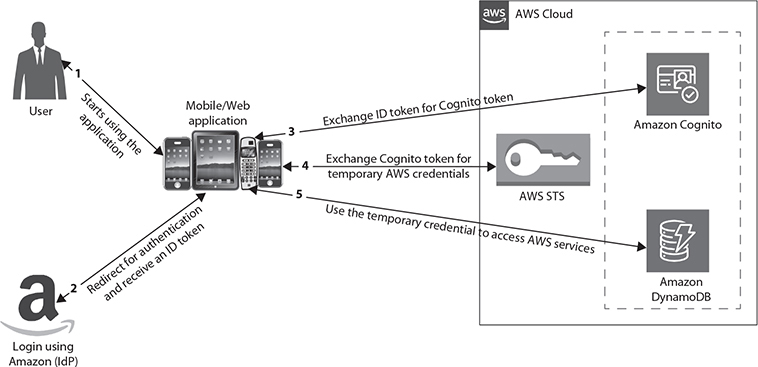 aws
AWS Cloud
User
1
Starts using the
application
Mobile/Web
application
3
Exchange ID token for Cognito token
Amazon Cognito
4
Exchange Cognito token for
temporary AWS credentials
AWS STS
5
Use the temporary credential to access AWS services
Amazon
DynamoDB
2
Redirect for authentication
and receive an ID token
a
Login using
Amazon (IdP)